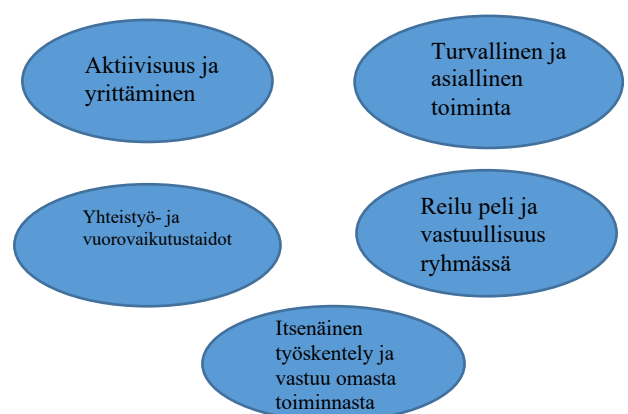 Aktiivisuus ja
yrittäminen
Turvallinen ja
asiallinen
toiminta
Yhteistyö- ja
vuorovaikutustaidot
Reilu peli ja
vastuullisuus
ryhmässä
Itsenäinen
työskentely ja
vastuu omasta
toiminnasta